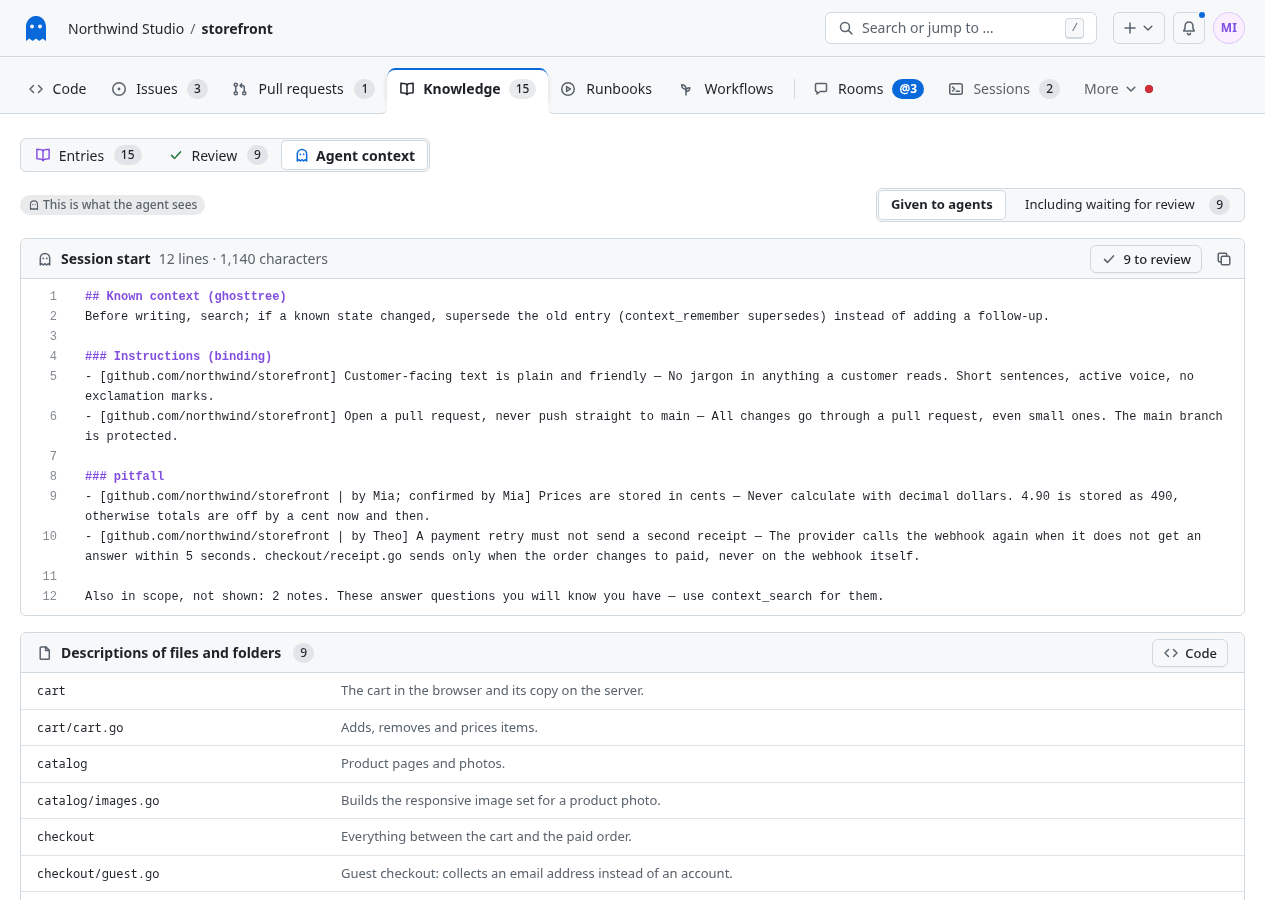 Northwind Studio / storefront
Search or jump to ... /
MI
Code
Issues 3
Pull requests 1
Knowledge 15
Runbooks
Workflows
Rooms @3
Sessions 2
More
Entries 15
Review 9
Agent context
This is what the agent sees
Given to agents
Including waiting for review 9
Session start 12 lines · 1,140 characters
9 to review
1 ## Known context (ghosttree)
2 Before writing, search; if a known state changed, supersede the old entry (context_remember supersedes) instead of adding a follow-up.
3
4 ### Instructions (binding)
5 - [github.com/northwind/storefront] Customer-facing text is plain and friendly — No jargon in anything a customer reads. Short sentences, active voice, no
exclamation marks.
6 - [github.com/northwind/storefront] Open a pull request, never push straight to main — All changes go through a pull request, even small ones. The main branch
is protected.
7
8 ### pitfall
9 - [github.com/northwind/storefront | by Mia; confirmed by Mia] Prices are stored in cents — Never calculate with decimal dollars. 4.90 is stored as 490,
otherwise totals are off by a cent now and then.
10 - [github.com/northwind/storefront | by Theo] A payment retry must not send a second receipt — The provider calls the webhook again when it does not get an
answer within 5 seconds. checkout/receipt.go sends only when the order changes to paid, never on the webhook itself.
11
12 Also in scope, not shown: 2 notes. These answer questions you will know you have — use context_search for them.
Descriptions of files and folders 9
Code
cart The cart in the browser and its copy on the server.
cart/cart.go Adds, removes and prices items.
catalog Product pages and photos.
catalog/images.go Builds the responsive image set for a product photo.
checkout Everything between the cart and the paid order.
checkout/guest.go Guest checkout: collects an email address instead of an account.